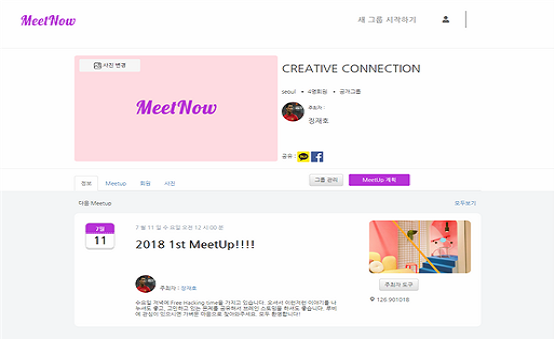 MeetNow
새 그룹 시작하기
사진 변경
MeetNow
CREATIVE CONNECTION
seoul • 4명회원 • 공개그룹
주최자 :
정재호
공유 :
정보 Meetup 회원 사진
그룹 관리 MeetUp 계획
다음 Meetup
모두보기
7월
11
7 월 11 일 수 요일 오전 12 시:00 분
2018 1st MeetUp!!!!
주최자 : 정재호
수요일 저녁에 Free Hacking time을 가지고 있습니다. 오셔서 이런저런 이야기를 나
누셔도 좋고, 고민하고 있는 문제를 공유해서 브레인 스토밍을 하셔도 좋습니다. 루비
에 관심이 있으시면 가벼운 마음으로 찾아와주세요. 모두 환영합니다!
주최자 도구
126.901016